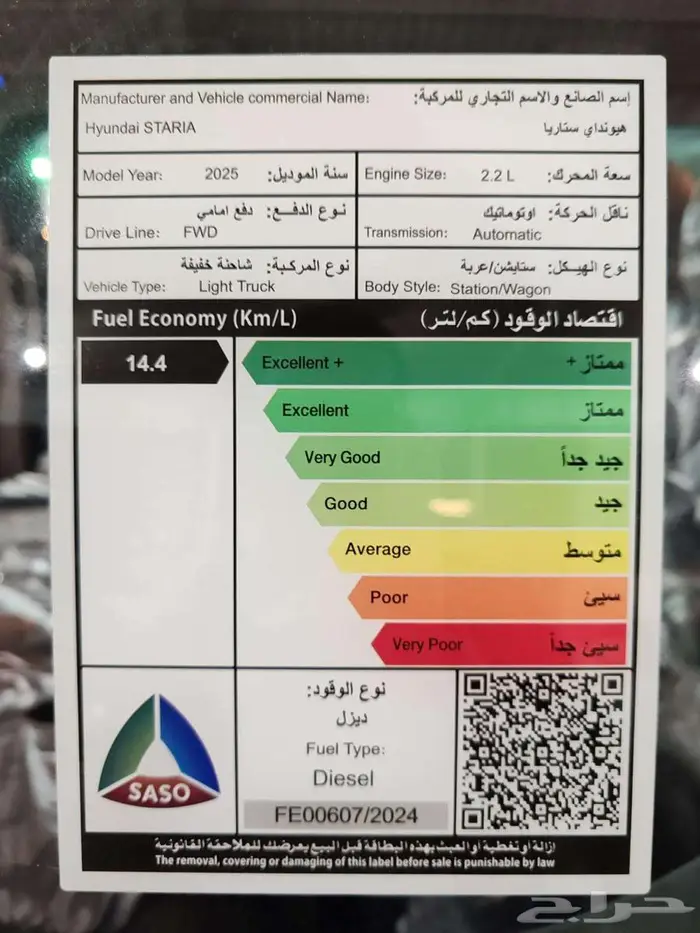 Manufacturer and Vehicle commercial Name: إسم الصانع والاسم التجاري للمركبة:
Hyundai STARIA هيونداي ستاريا
Model Year: 2025 سنة الموديل:
Engine Size: 2.2 L سعة المحرك:
نوع الدفع: دفع امامي
Drive Line: FWD
ناقل الحركة: اوتوماتيك
Transmission: Automatic
نوع المركبة: شاحنة خفيفة
Vehicle Type: Light Truck
نوع الهيكل: ستايشن/عربة
Body Style: Station/Wagon
Fuel Economy (Km/L) اقتصاد الوقود (كم/لتر)
14.4
Excellent + ممتاز +
Excellent ممتاز
Very Good جيد جداً
Good جيد
Average متوسط
Poor سيئ
Very Poor سيئ جداً
SASO
نوع الوقود:
ديزل
Fuel Type:
Diesel
FE00607/2024
إزالة أو تغطية أو العبث بهذه البطاقة قبل البيع يعرضك للملاحقة القانونية
The removal, covering or damaging of this label before sale is punishable by law
حراج